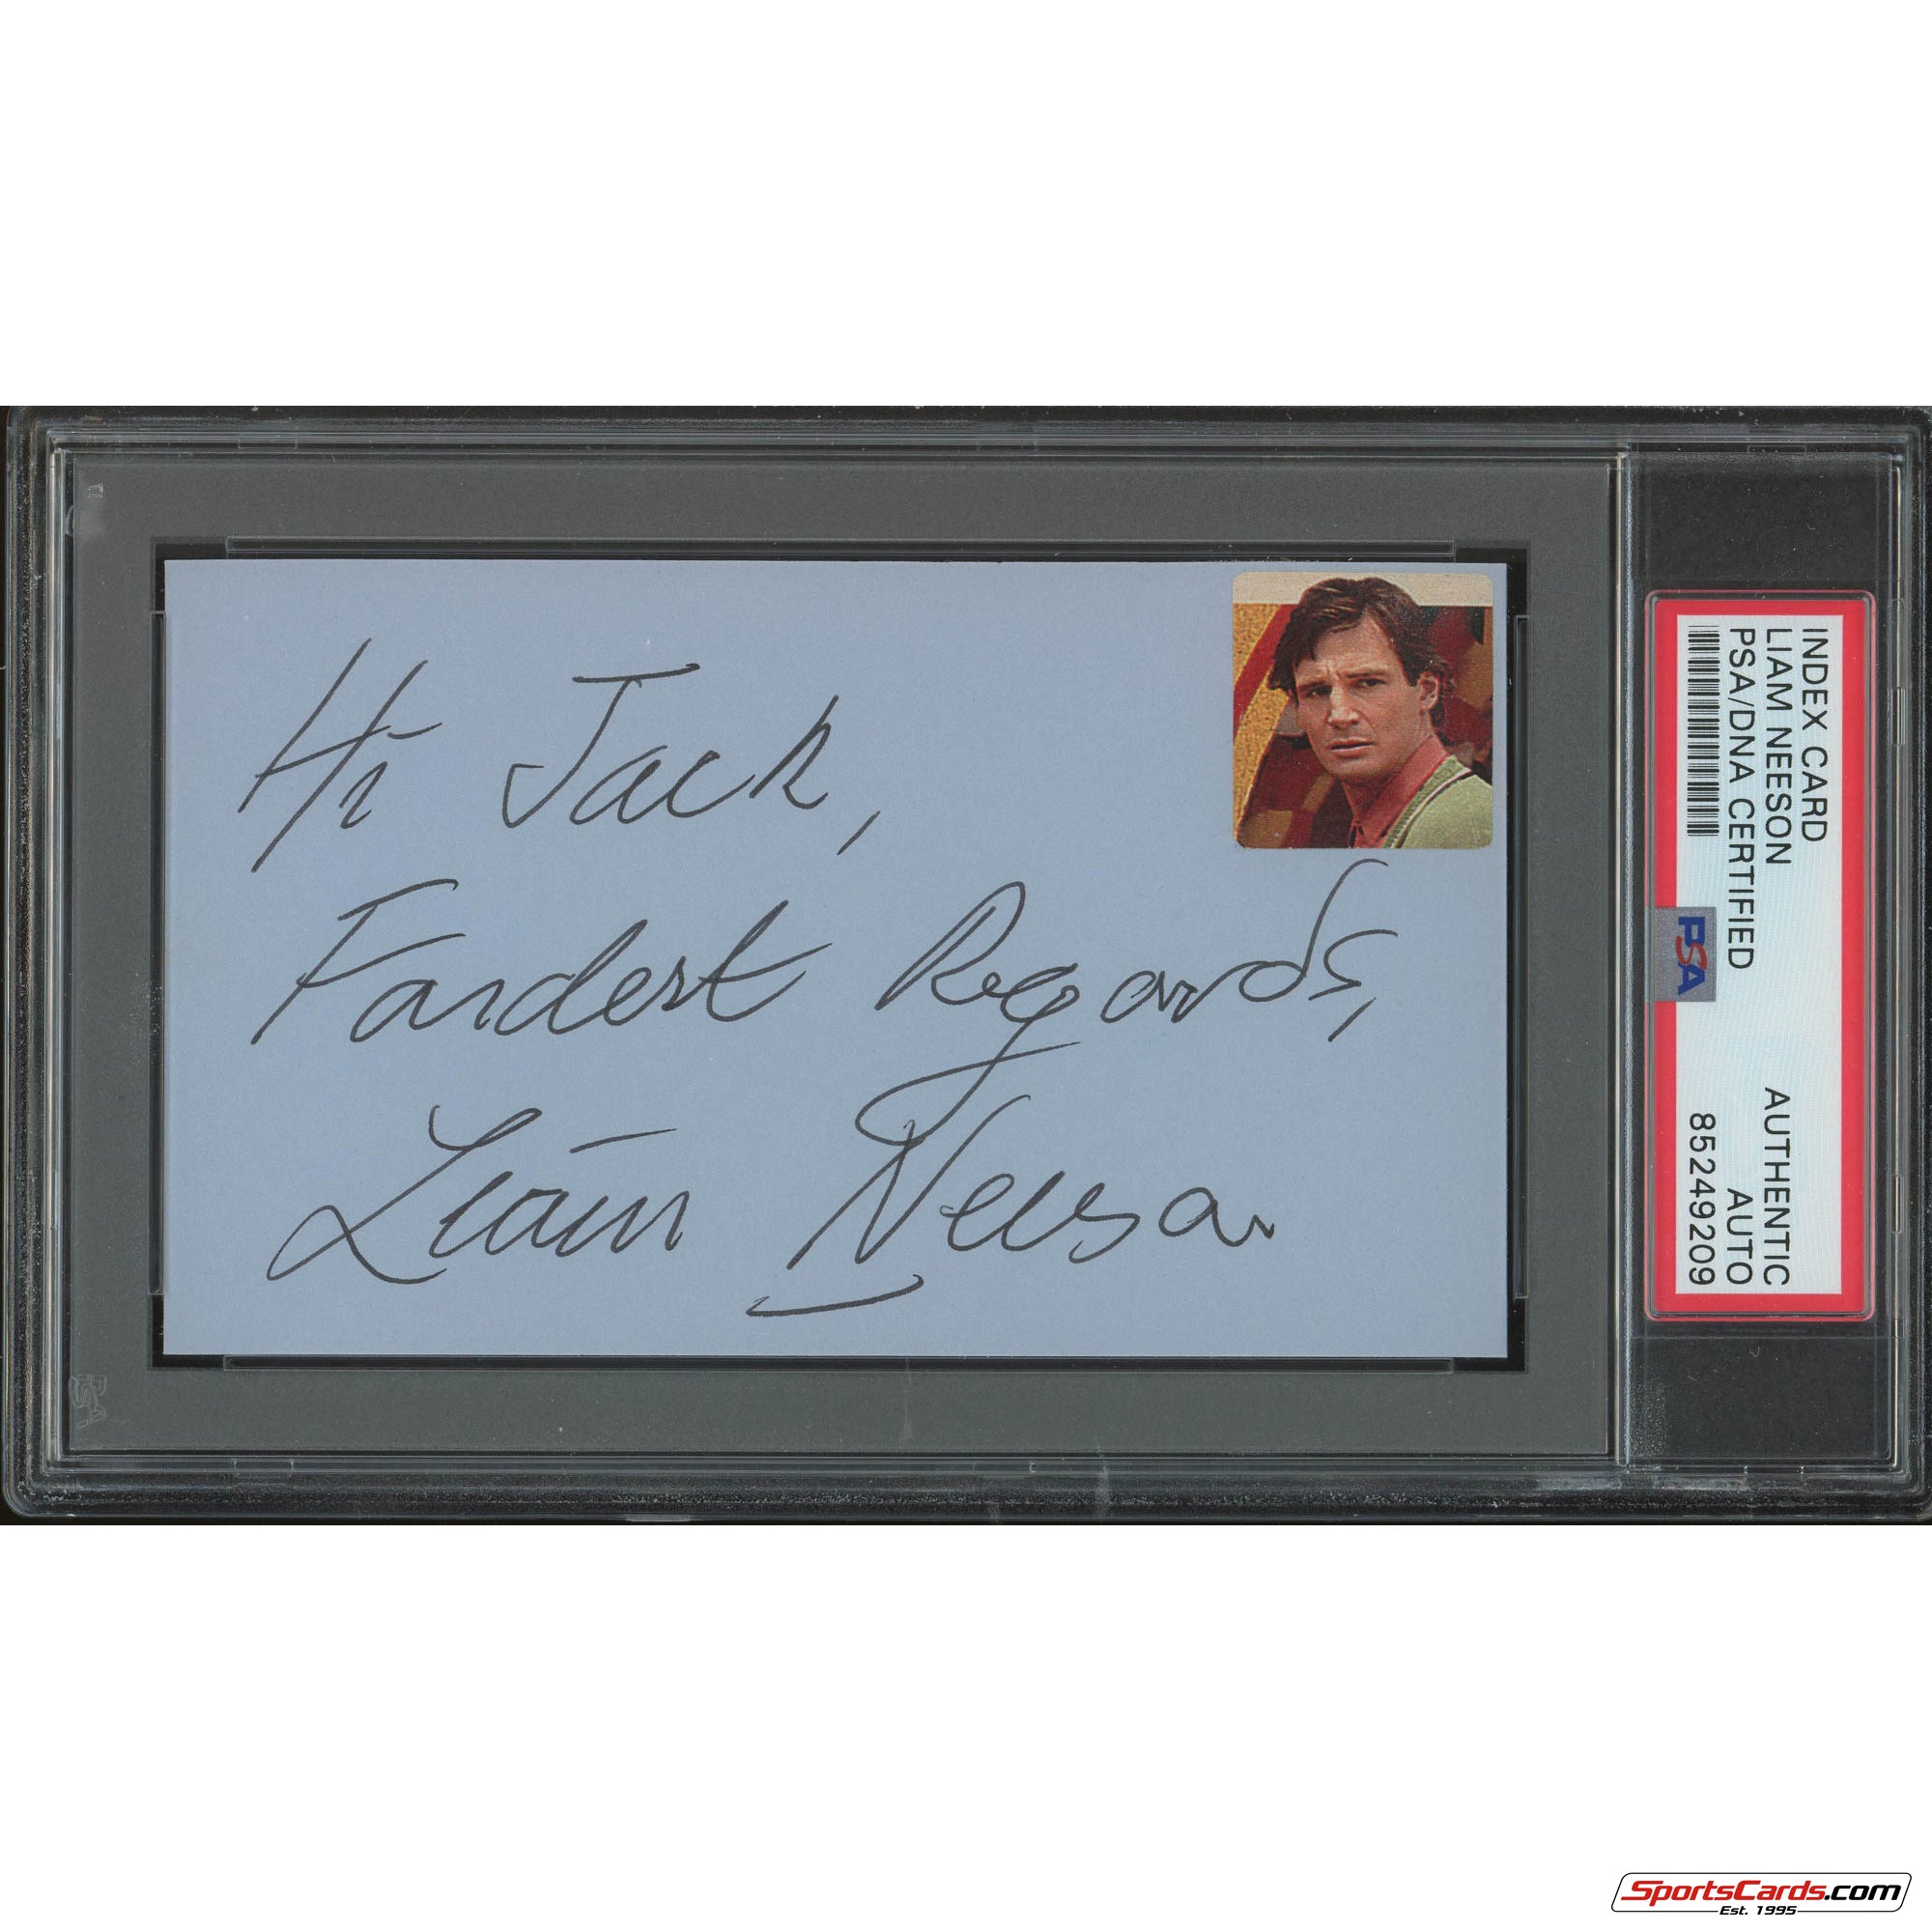 Hi Jack,
Fondest Regards,
Liam Neeson
INDEX CARD
LIAM NEESON
PSA/DNA CERTIFIED
AUTHENTIC
AUTO
85249209
PSA
SportsCards.com
Est. 1995